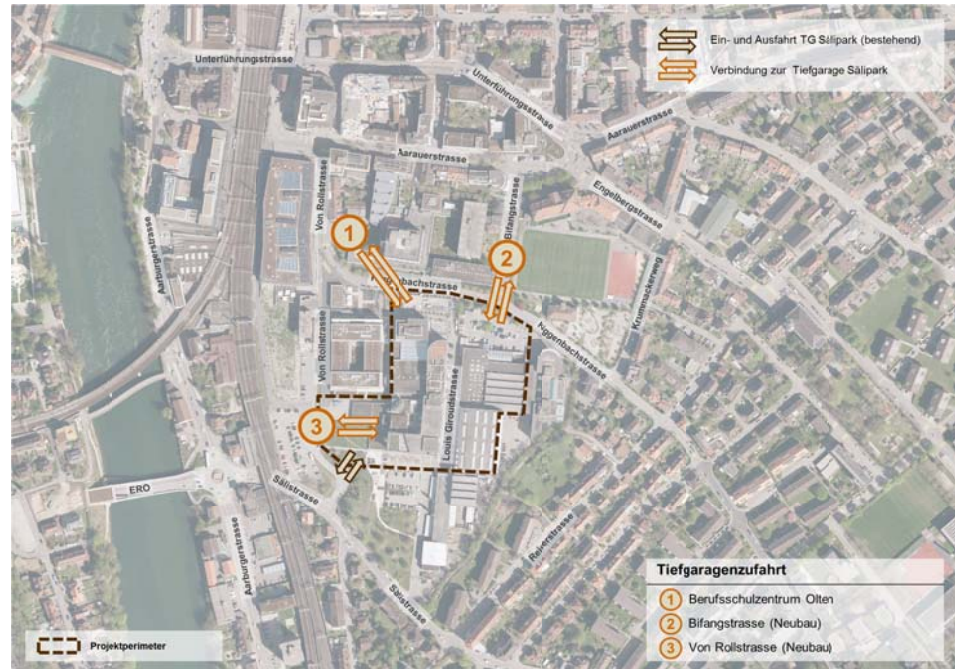 Ein- und Ausfahrt TG Sälipark (bestehend)
Verbindung zur Tiefgarage Sälipark
Unterführungsstrasse
Unterführungsstrasse
Aarauerstrasse
Aarauerstrasse
Von Rollstrasse
Bifangstrasse
Engelbergstrasse
Aarburgerstrasse
1
2
bachstrasse
Krummackerweg
iggenbachstrasse
Von Rollstrasse
Louis Giroudstrasse
3
Sälistrasse
ERO
Aarburgerstrasse
Reiserstrasse
Sälistrasse
Tiefgaragenzufahrt
1 Berufsschulzentrum Olten
2 Bifangstrasse (Neubau)
3 Von Rollstrasse (Neubau)
Projektperimeter